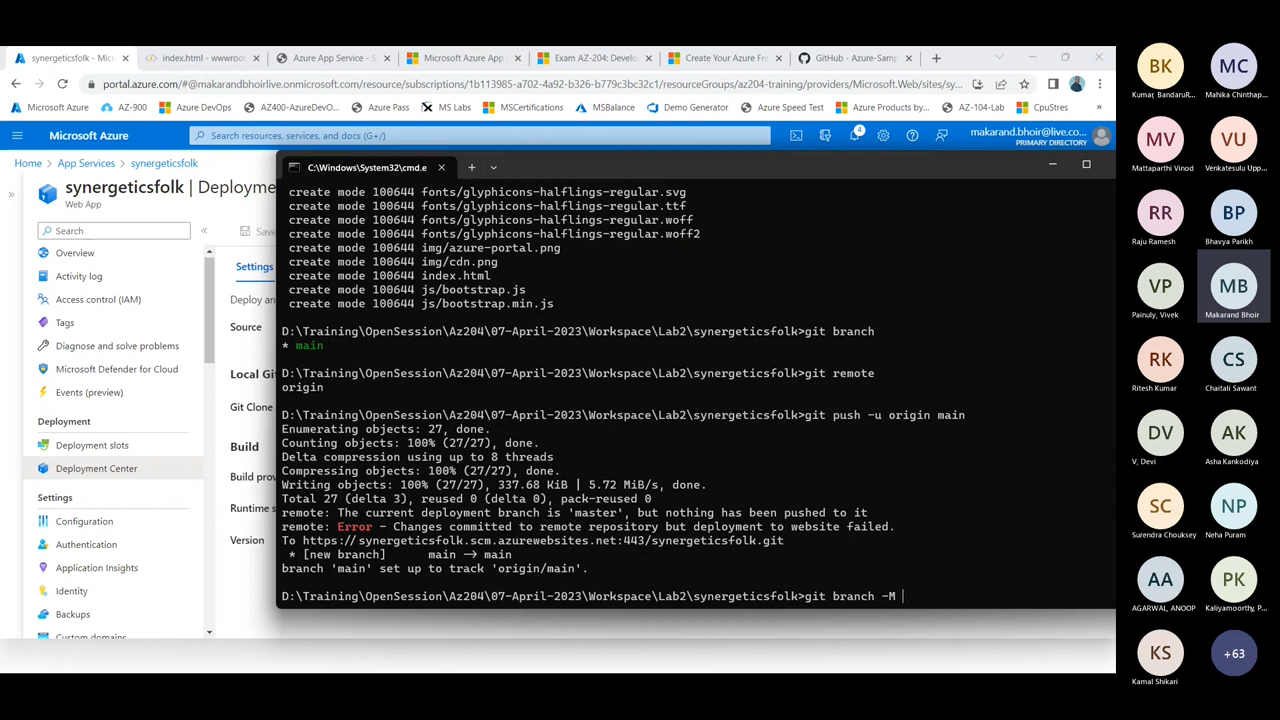 synergeticsfolk - Mic
index.html - wwwroo
Azure App Service - S
Microsoft Azure App
Exam AZ-204: Develo
Create Your Azure Fre
GitHub - Azure-Samp
portal.azure.com/#@makarandbhoirlive.onmicrosoft.com/resource/subscriptions/1b113985-a702-4a92-b326-b779c3bc32c1/resourceGroups/az204-training/providers/Microsoft.Web/sites/sy...
Microsoft Azure
AZ-900
Azure DevOps
AZ400-AzureDevO...
Azure Pass
MS Labs
MSCertifications
MSBalance
Demo Generator
Azure Speed Test
Azure Products by...
AZ-104-Lab
CpuStres
»
Microsoft Azure
Search resources, services, and docs (G+/)
4
makarand.bhoir@live.co...
PRIMARY DIRECTORY
Home > App Services > synergeticsfolk
synergeticsfolk | Deploymen
Web App
Search
Save
Overview
Activity log
Access control (IAM)
Tags
Diagnose and solve problems
Microsoft Defender for Cloud
Events (preview)
Deployment
Deployment slots
Deployment Center
Settings
Configuration
Authentication
Application Insights
Identity
Backups
Custom domains
Settings
Deploy and
Source
Local Git
Git Clone
Build
Build prov
Runtime s
Version
C:\Windows\System32\cmd.e
create mode 100644 fonts/glyphicons-halflings-regular.svg
create mode 100644 fonts/glyphicons-halflings-regular.ttf
create mode 100644 fonts/glyphicons-halflings-regular.woff
create mode 100644 fonts/glyphicons-halflings-regular.woff2
create mode 100644 img/azure-portal.png
create mode 100644 img/cdn.png
create mode 100644 index.html
create mode 100644 js/bootstrap.js
create mode 100644 js/bootstrap.min.js
D:\Training\OpenSession\Az204\07-April-2023\Workspace\Lab2\synergeticsfolk>git branch
* main
D:\Training\OpenSession\Az204\07-April-2023\Workspace\Lab2\synergeticsfolk>git remote
origin
D:\Training\OpenSession\Az204\07-April-2023\Workspace\Lab2\synergeticsfolk>git push -u origin main
Enumerating objects: 27, done.
Counting objects: 100% (27/27), done.
Delta compression using up to 8 threads
Compressing objects: 100% (27/27), done.
Writing objects: 100% (27/27), 337.68 KiB | 5.72 MiB/s, done.
Total 27 (delta 3), reused 0 (delta 0), pack-reused 0
remote: The current deployment branch is 'master', but nothing has been pushed to it
remote: Error - Changes committed to remote repository but deployment to website failed.
To https://synergeticsfolk.scm.azurewebsites.net:443/synergeticsfolk.git
* [new branch] main -> main
branch 'main' set up to track 'origin/main'.
D:\Training\OpenSession\Az204\07-April-2023\Workspace\Lab2\synergeticsfolk>git branch -M
BK
Kumar, BandaruR...
MC
Mahika Chinthap...
MV
Mattaparthi Vinod
VU
Venkatesulu Upp...
RR
Raju Ramesh
BP
Bhavya Parikh
VP
Painuly, Vivek
MB
Makarand Bhoir
RK
Ritesh Kumar
CS
Chaitali Sawant
DV
V, Devi
AK
Asha Kankodiya
SC
Surendra Chouksey
NP
Neha Puram
AA
AGARWAL, ANOOP
PK
Kaliyamoorthy, P...
KS
Kamal Shikari
+63